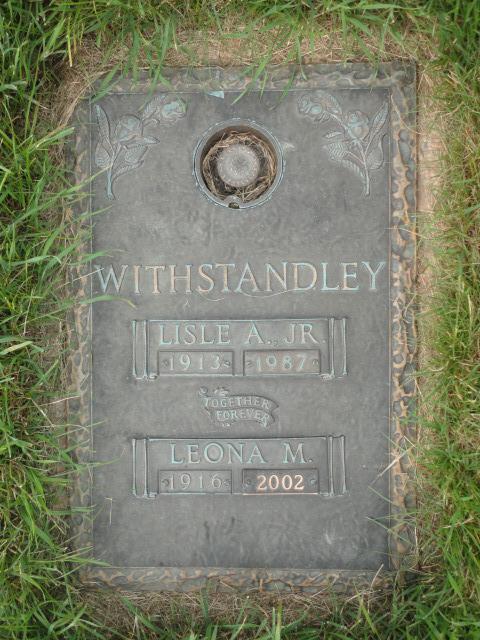 WITHSTANDLEY
LISLE A., JR.
1913 1987
TOGETHER
FOREVER
LEONA M.
1916 2002